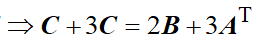 ⇒ C + 3C = 2B + 3Aᵀ